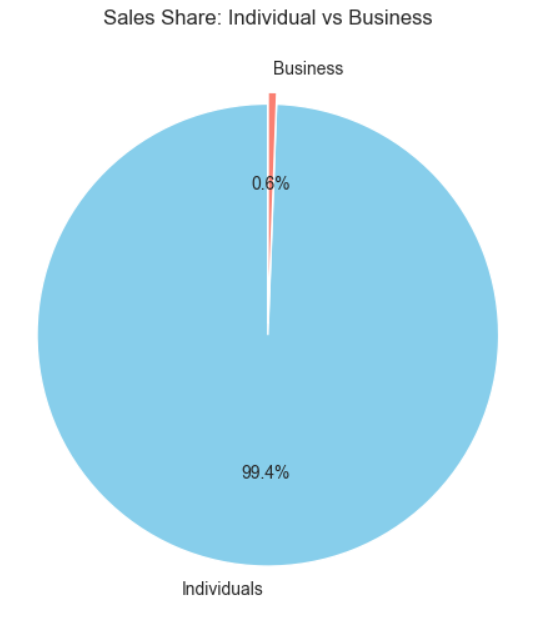 Sales Share: Individual vs Business
Business
0.6%
99.4%
Individuals